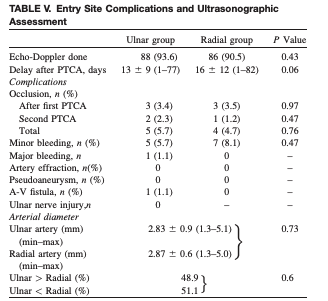 TABLE V. Entry Site Complications and Ultrasonographic
Assessment
Ulnar group Radial group P Value
Echo-Doppler done 88 (93.6) 86 (90.5) 0.43
Delay after PTCA, days 13 ± 9 (1–77) 16 ± 12 (1–82) 0.06
Complications
Occlusion, n (%)
After first PTCA 3 (3.4) 3 (3.5) 0.97
Second PTCA 2 (2.3) 1 (1.2) 0.47
Total 5 (5.7) 4 (4.7) 0.76
Minor bleeding, n(%) 5 (5.7) 7 (8.1) 0.47
Major bleeding, n 1 (1.1) 0 –
Artery effraction, n(%) 0 0 –
Pseudoaneurysm, n (%) 0 0 –
A-V fistula, n (%) 1 (1.1) 0 –
Ulnar nerve injury,n 0 – –
Arterial diameter
Ulnar artery (mm) 2.83 ± 0.9 (1.3–5.1) 0.73
(min–max)
Radial artery (mm) 2.87 ± 0.6 (1.3–5.0)
(min–max)
Ulnar > Radial (%) 48.9 0.6
Ulnar < Radial (%) 51.1